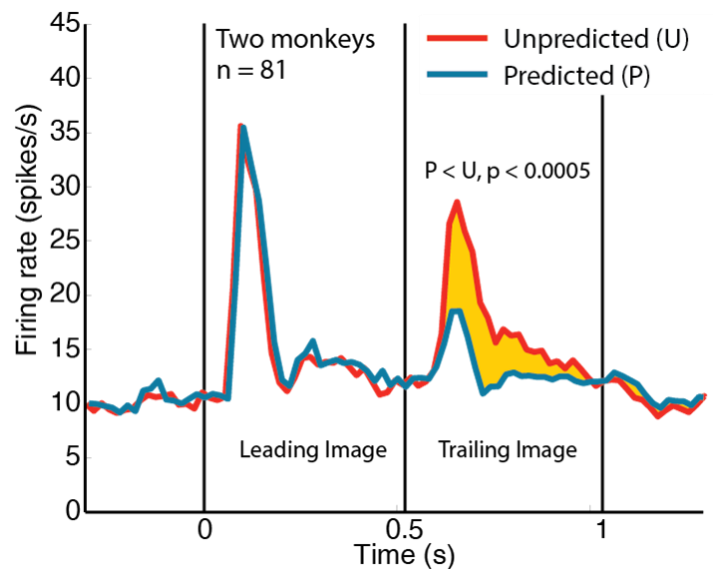 Two monkeys
n = 81
Unpredicted (U)
Predicted (P)
P < U, p < 0.0005
Leading Image
Trailing Image
Firing rate (spikes/s)
45
40
35
30
25
20
15
10
5
0
0
0.5
1
Time (s)